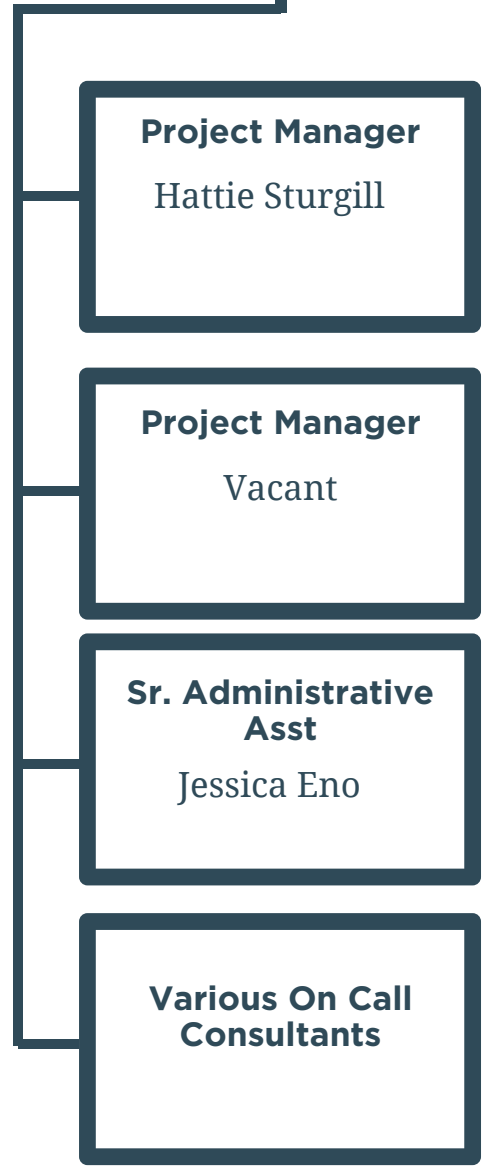 Project Manager
Hattie Sturgill
Project Manager
Vacant
Sr. Administrative
Asst
Jessica Eno
Various On Call
Consultants